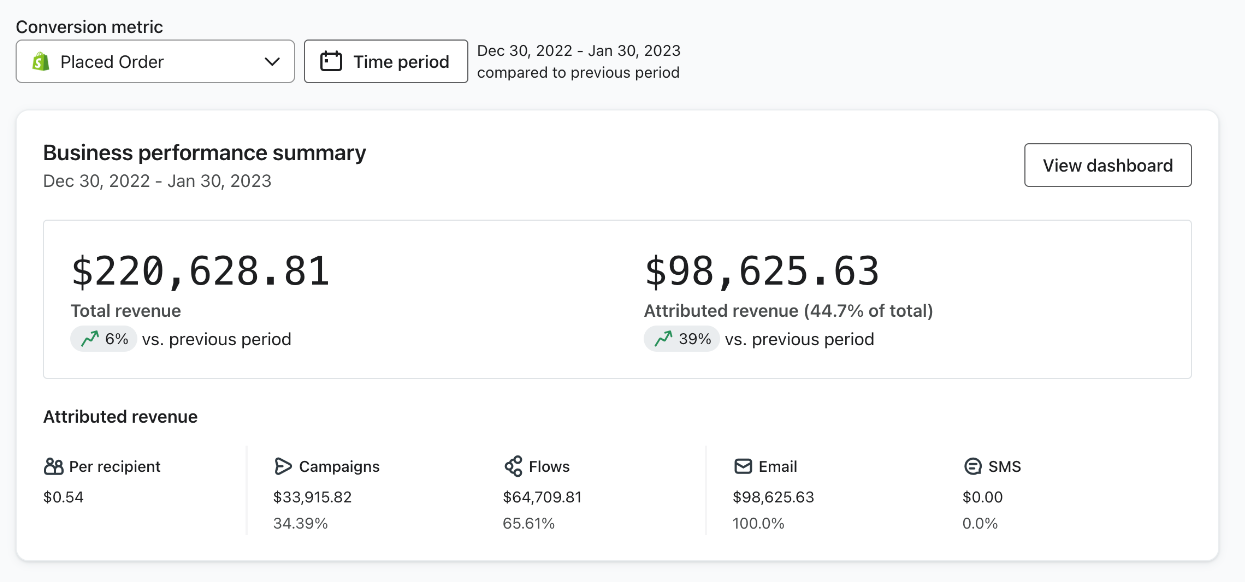 Conversion metric
Placed Order
Time period
Dec 30, 2022 - Jan 30, 2023
compared to previous period
Business performance summary
Dec 30, 2022 - Jan 30, 2023
View dashboard
$220,628.81
Total revenue
6% vs. previous period
$98,625.63
Attributed revenue (44.7% of total)
39% vs. previous period
Attributed revenue
Per recipient
$0.54
Campaigns
$33,915.82
34.39%
Flows
$64,709.81
65.61%
Email
$98,625.63
100.0%
SMS
$0.00
0.0%